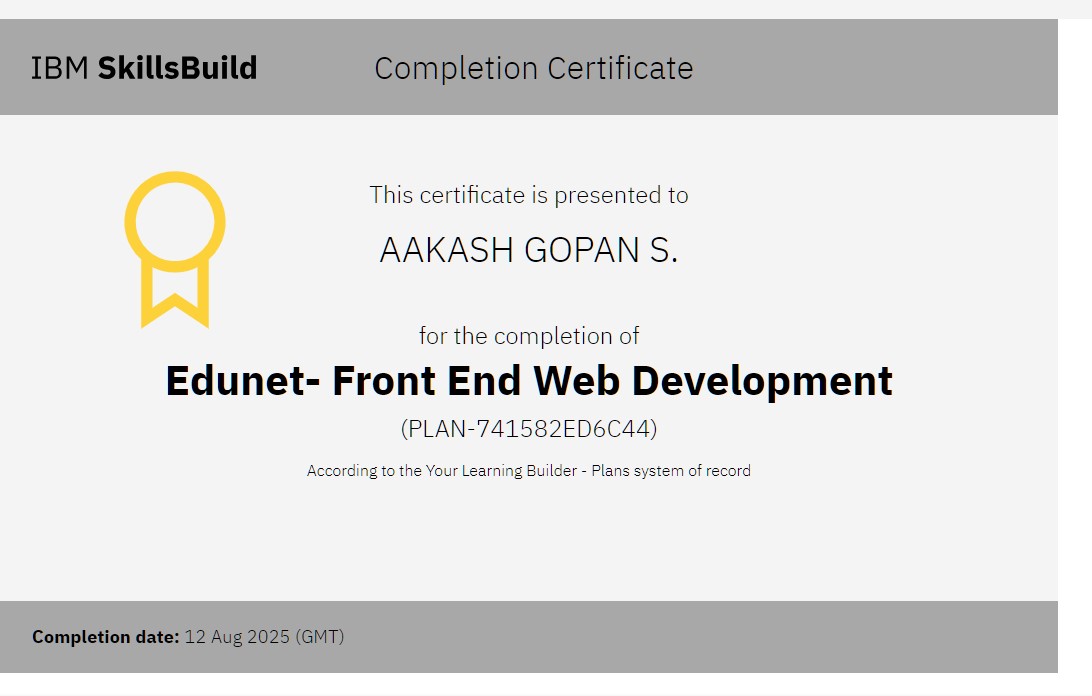 IBM SkillsBuild
Completion Certificate
This certificate is presented to
AAKASH GOPAN S.
for the completion of
Edunet- Front End Web Development
(PLAN-741582ED6C44)
According to the Your Learning Builder - Plans system of record
Completion date: 12 Aug 2025 (GMT)